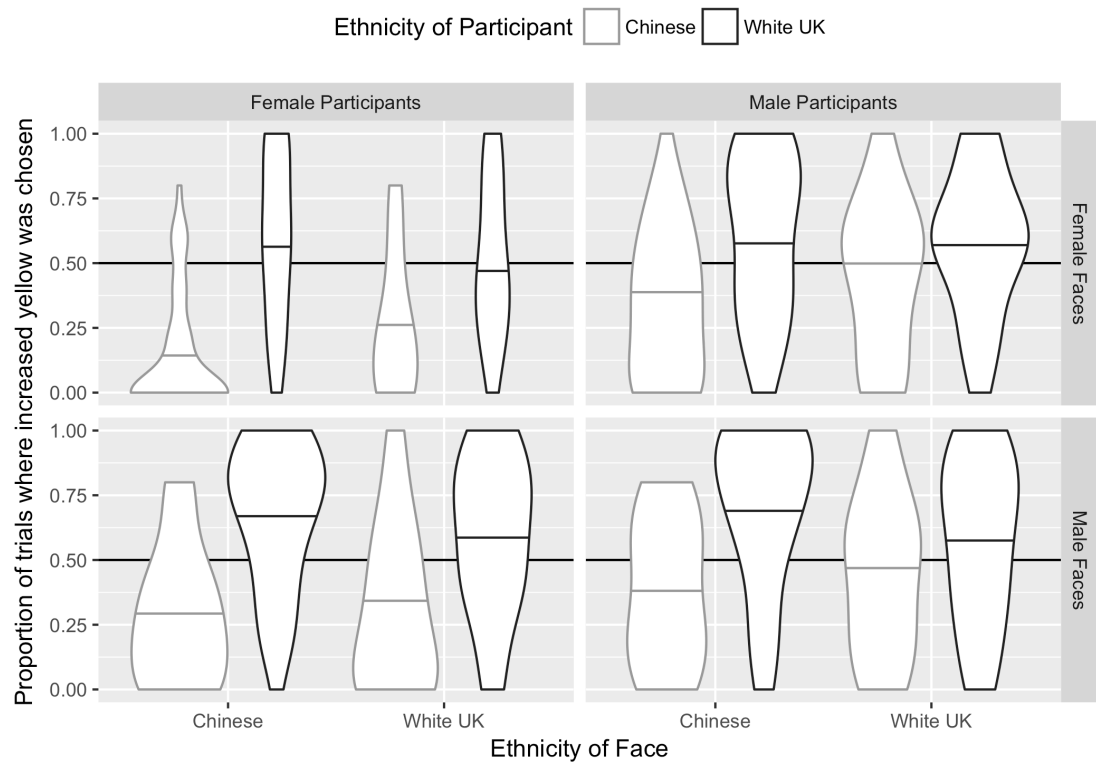 Ethnicity of Participant Chinese White UK
Female Participants Male Participants
Proportion of trials where increased yellow was chosen
1.00
0.75
0.50
0.25
0.00
Female Faces
1.00
0.75
0.50
0.25
0.00
Male Faces
Chinese White UK Chinese White UK
Ethnicity of Face